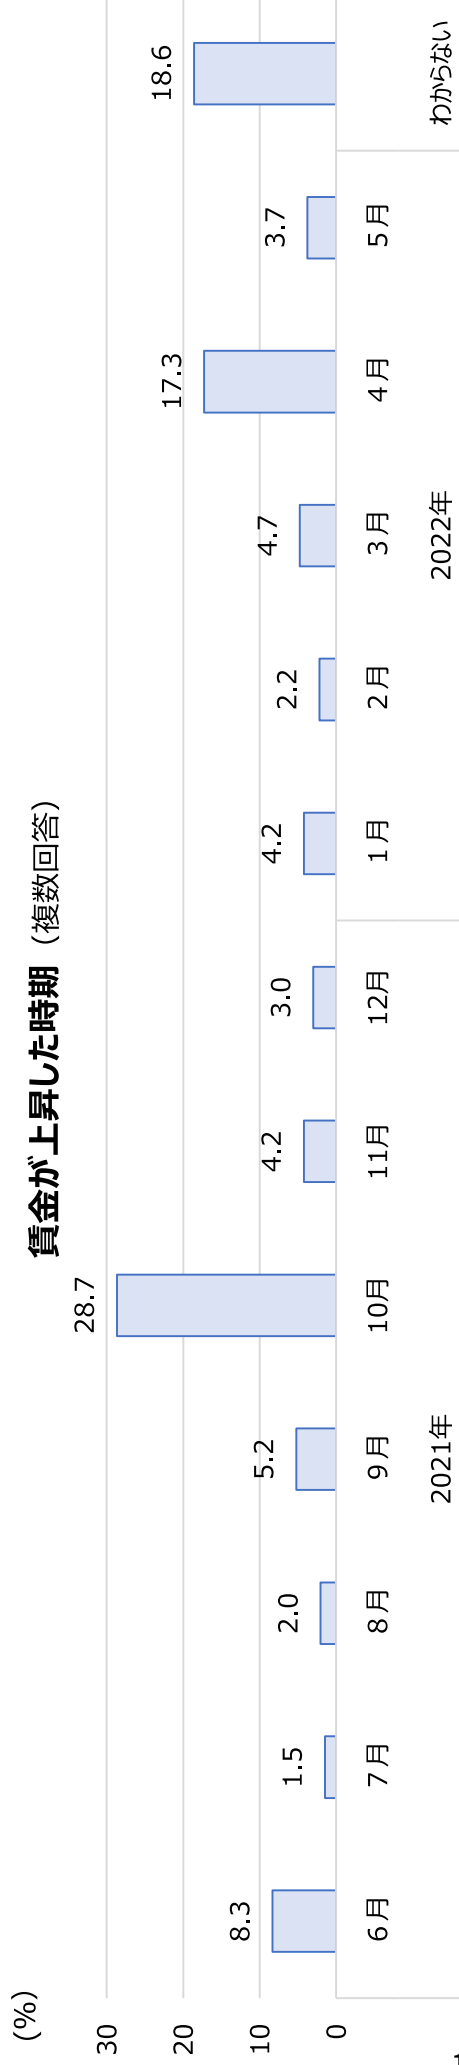 賃金が上昇した時期（複数回答）
(%)
30
20
10
0
8.3
1.5
2.0
5.2
28.7
4.2
3.0
4.2
2.2
4.7
17.3
3.7
18.6
６月
７月
８月
９月
10月
11月
12月
１月
２月
３月
４月
５月
わからない
2021年
2022年